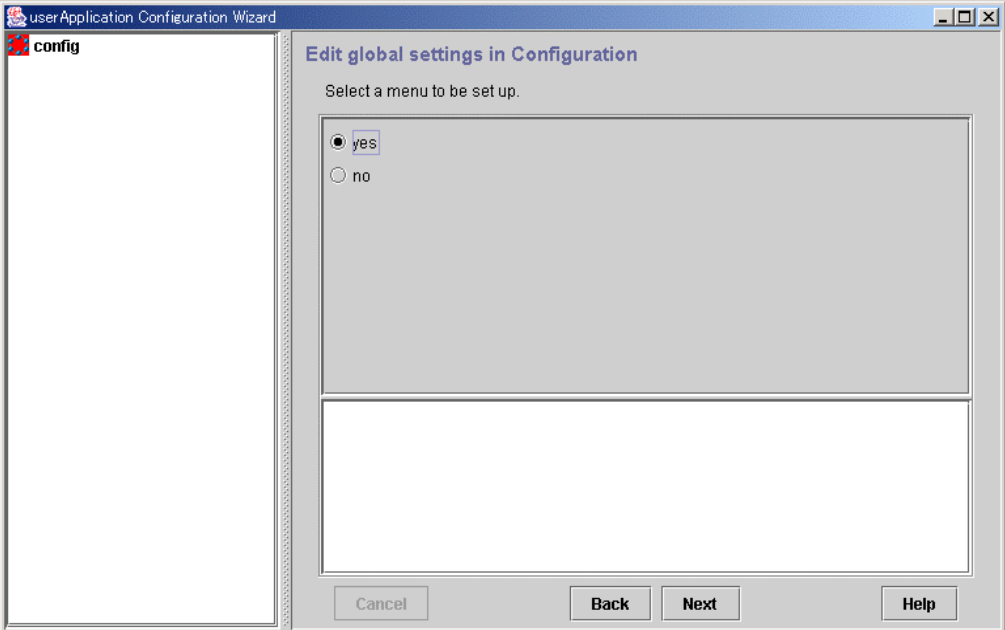 userApplication Configuration Wizard
config
Edit global settings in Configuration
Select a menu to be set up.
yes
no
Cancel
Back
Next
Help